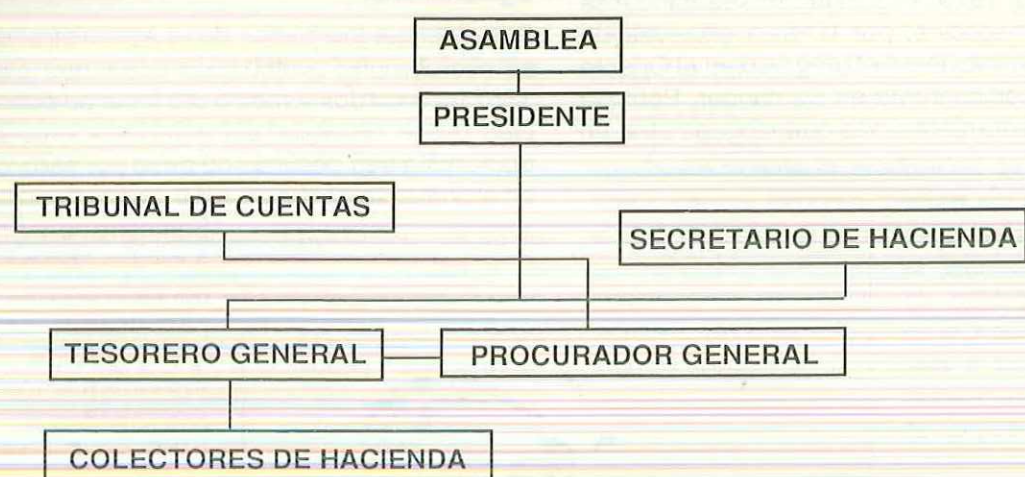 ASAMBLEA
PRESIDENTE
TRIBUNAL DE CUENTAS
SECRETARIO DE HACIENDA
TESORERO GENERAL
PROCURADOR GENERAL
COLECTORES DE HACIENDA